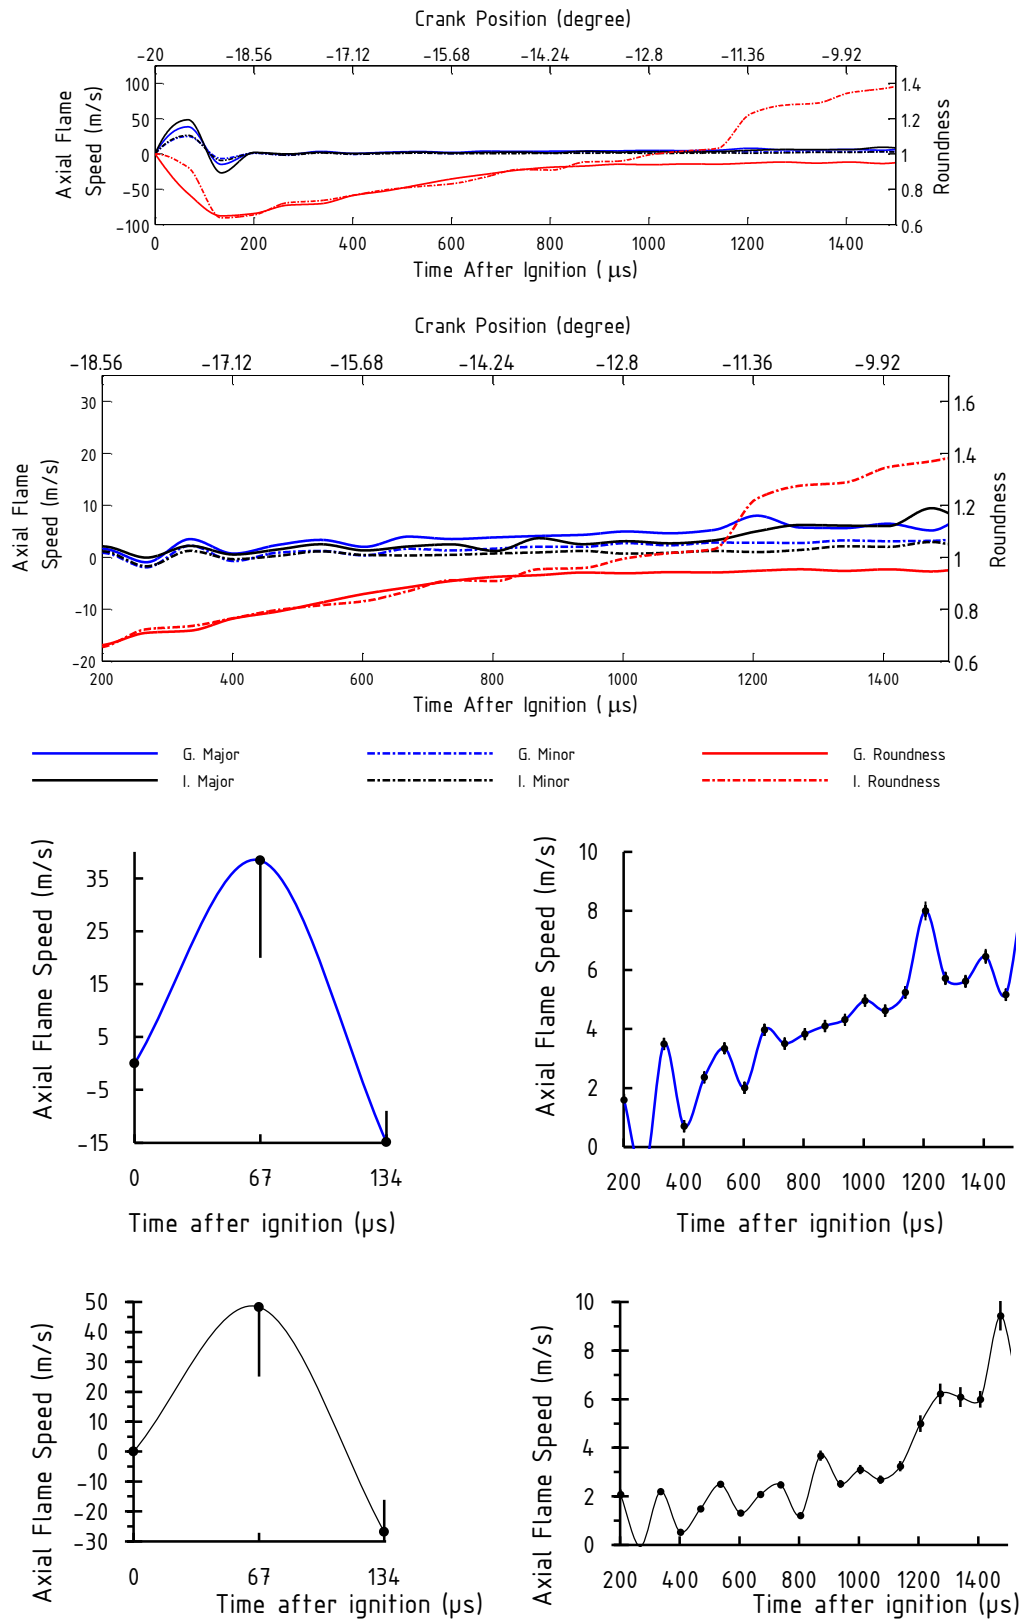 Crank Position (degree)
-20 -18.56 -17.12 -15.68 -14.24 -12.8 -11.36 -9.92
100 50 0 -50 -100
Axial Flame
Speed (m/s)
1.4 1.2 1 0.8 0.6
Roundness
0 200 400 600 800 1000 1200 1400
Time After Ignition ( μs)
Crank Position (degree)
-18.56 -17.12 -15.68 -14.24 -12.8 -11.36 -9.92
30 20 10 0 -10 -20
Axial Flame
Speed (m/s)
1.6 1.4 1.2 1 0.8 0.6
Roundness
200 400 600 800 1000 1200 1400
Time After Ignition ( μs)
G. Major G. Minor G. Roundness
I. Major I. Minor I. Roundness
Axial Flame Speed (m/s)
35 25 15 5 -5 -15
0 67 134
Time after ignition (μs)
Axial Flame Speed (m/s)
10 8 6 4 2 0
200 400 600 800 1000 1200 1400
Time after ignition (μs)
Axial Flame Speed (m/s)
50 40 30 20 10 0 -10 -20 -30
0 67 134
Time after ignition (μs)
Axial Flame Speed (m/s)
10 8 6 4 2 0
200 400 600 800 1000 1200 1400
Time after ignition (μs)